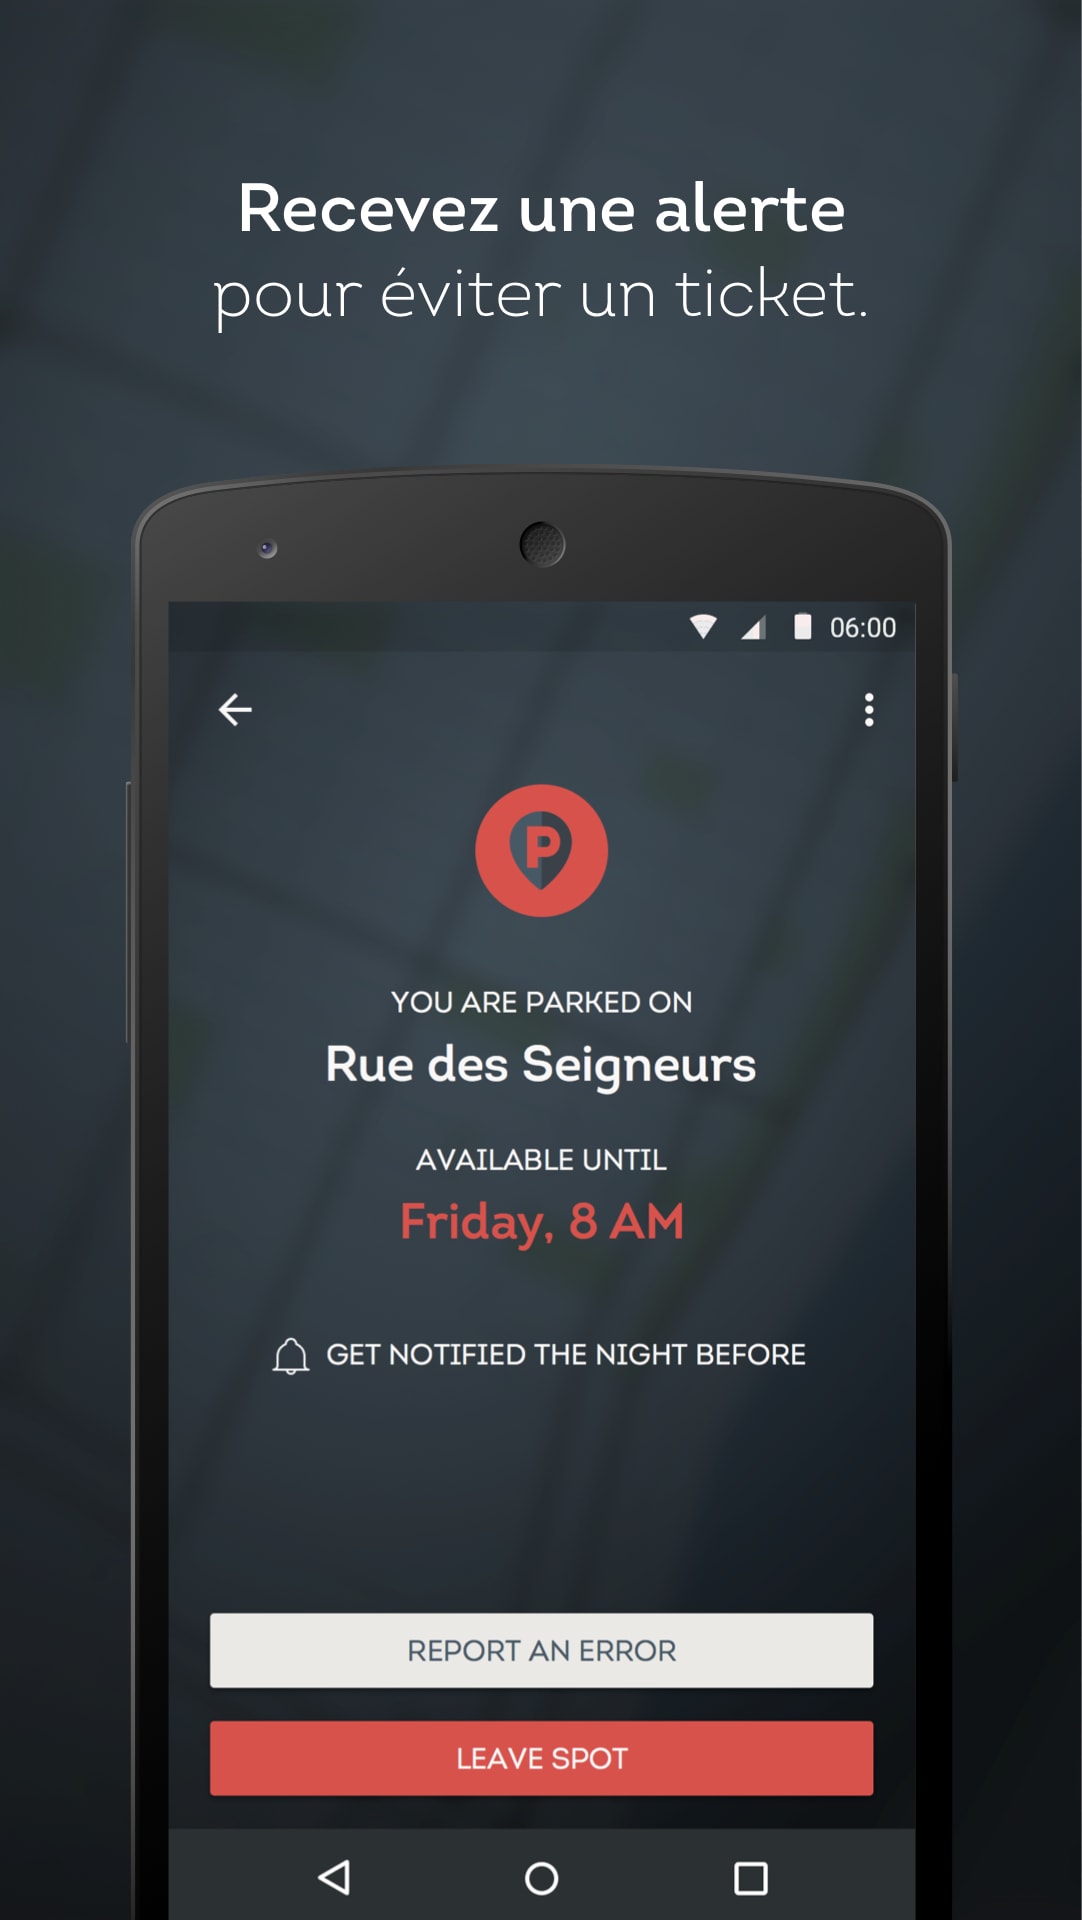 Recevez une alerte
pour éviter un ticket.
06:00
P
YOU ARE PARKED ON
Rue des Seigneurs
AVAILABLE UNTIL
Friday, 8 AM
GET NOTIFIED THE NIGHT BEFORE
REPORT AN ERROR
LEAVE SPOT